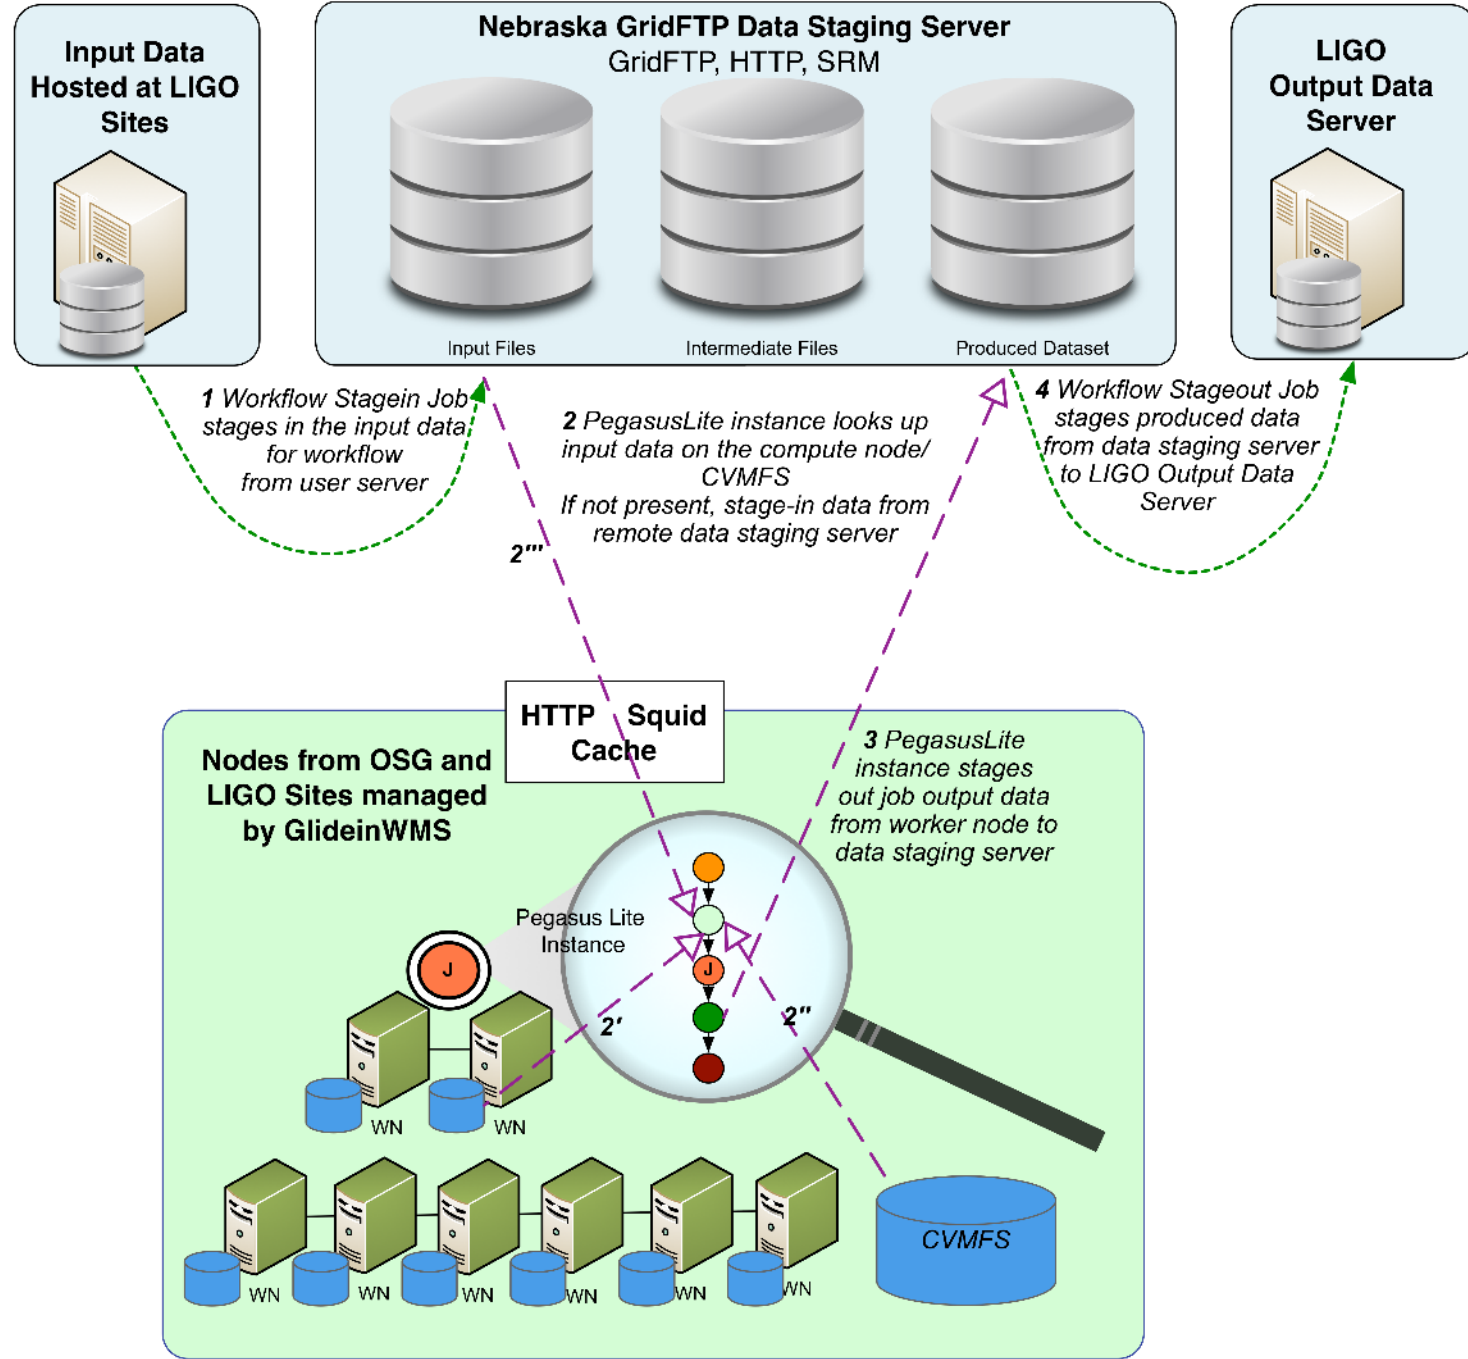 Input Data
Hosted at LIGO
Sites
Nebraska GridFTP Data Staging Server
GridFTP, HTTP, SRM
Input Files
Intermediate Files
Produced Dataset
LIGO
Output Data
Server
1 Workflow Stagein Job
stages in the input data
for workflow
from user server
2 PegasusLite instance looks up
input data on the compute node/
CVMFS
If not present, stage-in data from
remote data staging server
4 Workflow Stageout Job
stages produced data
from data staging server
to LIGO Output Data
Server
2'''
HTTP Squid
Cache
Nodes from OSG and
LIGO Sites managed
by GlideinWMS
3 PegasusLite
instance stages
out job output data
from worker node to
data staging server
Pegasus Lite
Instance
J
J
2'
2''
WN
WN
CVMFS
WN
WN
WN
WN
WN
WN